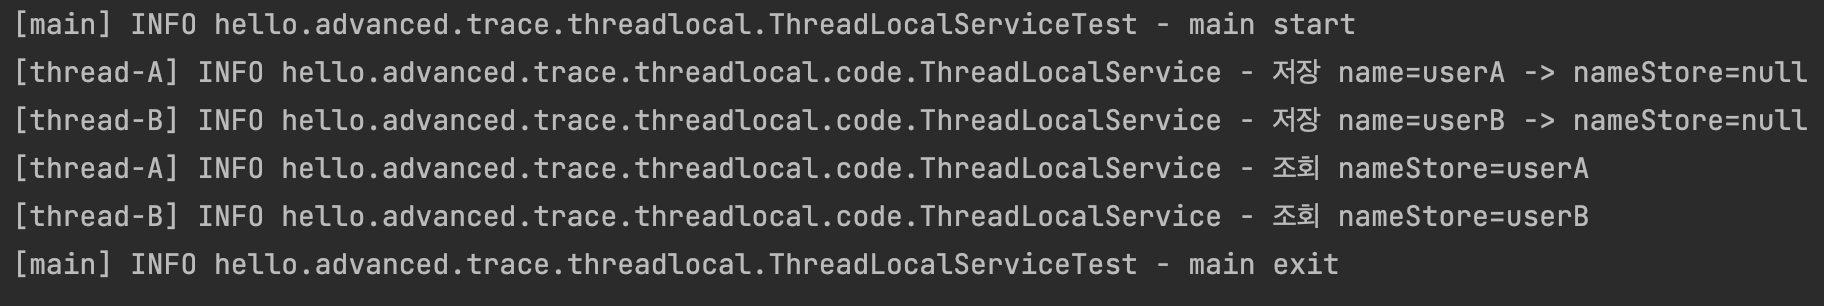 [main] INFO hello.advanced.trace.threadlocal.ThreadLocalServiceTest - main start
[thread-A] INFO hello.advanced.trace.threadlocal.code.ThreadLocalService - 저장 name=userA -> nameStore=null
[thread-B] INFO hello.advanced.trace.threadlocal.code.ThreadLocalService - 저장 name=userB -> nameStore=null
[thread-A] INFO hello.advanced.trace.threadlocal.code.ThreadLocalService - 조회 nameStore=userA
[thread-B] INFO hello.advanced.trace.threadlocal.code.ThreadLocalService - 조회 nameStore=userB
[main] INFO hello.advanced.trace.threadlocal.ThreadLocalServiceTest - main exit